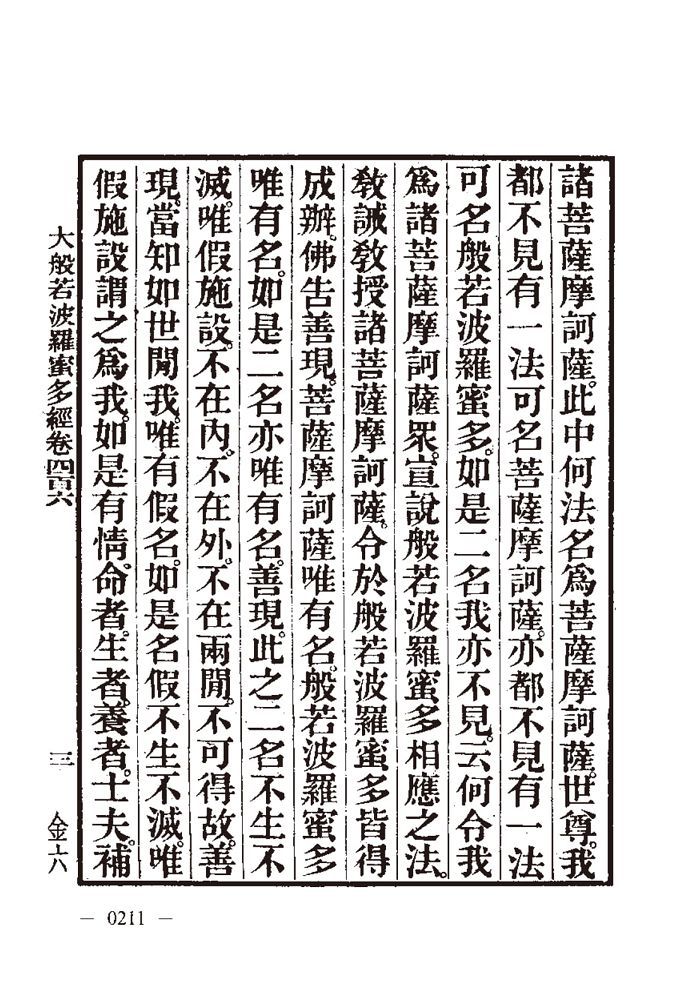 諸菩薩摩訶薩。此中何法名爲菩薩摩訶薩。世尊。我
都不見有一法可名菩薩摩訶薩。亦都不見有一法
可名般若波羅蜜多。如是二名我亦不見。云何令我
爲諸菩薩摩訶薩眾。宣說般若波羅蜜多相應之法。
敎誡敎授諸菩薩摩訶薩。令於般若波羅蜜多皆得
成辦。佛吿善現。菩薩摩訶薩唯有名。般若波羅蜜多
唯有名。如是二名亦唯有名。善現。此之二名不生不
滅。唯假施設。不在內。不在外。不在兩閒。不可得故。善
現。當知如世閒我。唯有假名。如是名假不生不滅。唯
假施設謂之爲我。如是有情。命者。生者。養者。士夫。補
大般若波羅蜜多經卷四百六
三
金六
— 0211 —